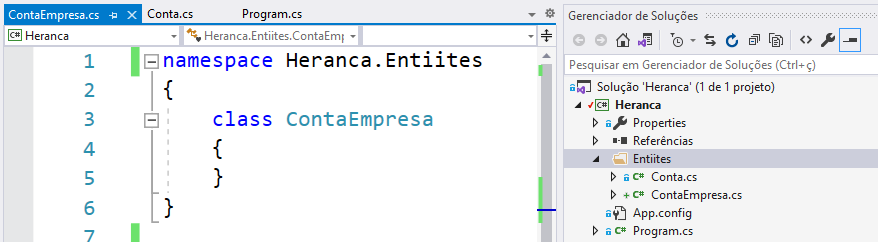 ContaEmpresa.cs Conta.cs Program.cs
C# Heranca Heranca.Entiites.ContaEmp
1 namespace Heranca.Entiites
2 {
3 class ContaEmpresa
4 {
5 }
6 }
7
Gerenciador de Soluções
Pesquisar em Gerenciador de Soluções (Ctrl+ç)
Solução 'Heranca' (1 de 1 projeto)
C# Heranca
Properties
Referências
Entiites
C# Conta.cs
C# ContaEmpresa.cs
App.config
C# Program.cs